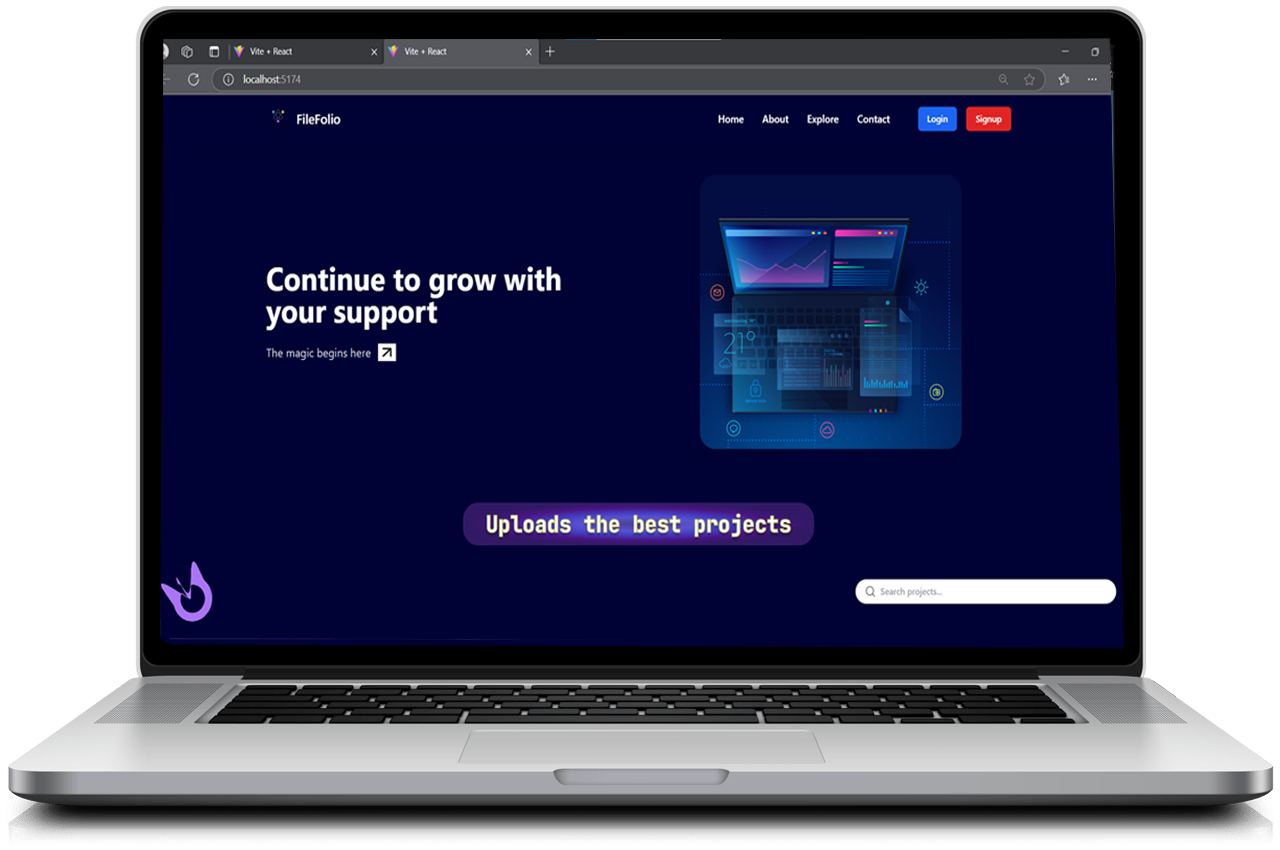 Vite + React
Vite + React
localhost:5174
FileFolio
Home
About
Explore
Contact
Login
Signup
Continue to grow with
your support
The magic begins here
21°
Uploads the best projects
Search projects...